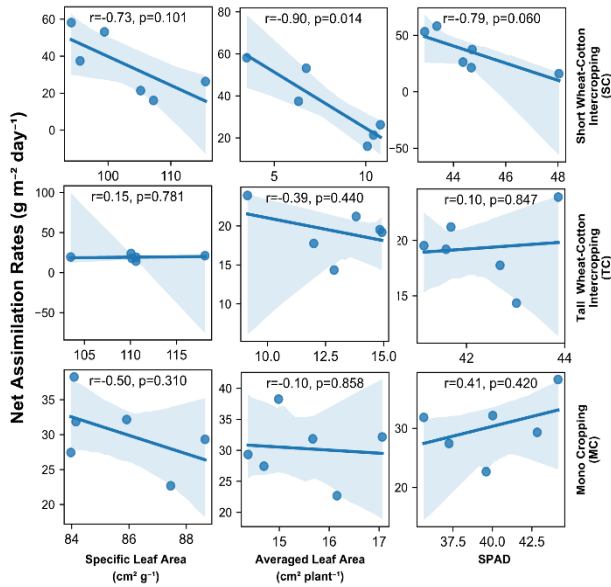 r=-0.73, p=0.101
r=-0.90, p=0.014
r=-0.79, p=0.060
60
40
20
0
80
60
40
20
50
0
−50
100
110
5
10
44
46
48
Short Wheat-Cotton
Intercropping
(SC)
Net Assimilation Rates (g m⁻² day⁻¹)
r=0.15, p=0.781
r=-0.39, p=0.440
r=0.10, p=0.847
100
75
50
25
0
−50
20
15
10
23
19
15
105
110
115
10.0
12.5
15.0
42
44
Tall Wheat-Cotton
Intercropping
(TC)
r=-0.50, p=0.310
r=-0.10, p=0.858
r=0.41, p=0.420
35
30
25
20
40
35
30
25
20
30
20
84
86
88
15
16
17
37.5
40.0
42.5
Mono Cropping
(MC)
Specific Leaf Area
(cm² g⁻¹)
Averaged Leaf Area
(cm² plant⁻¹)
SPAD